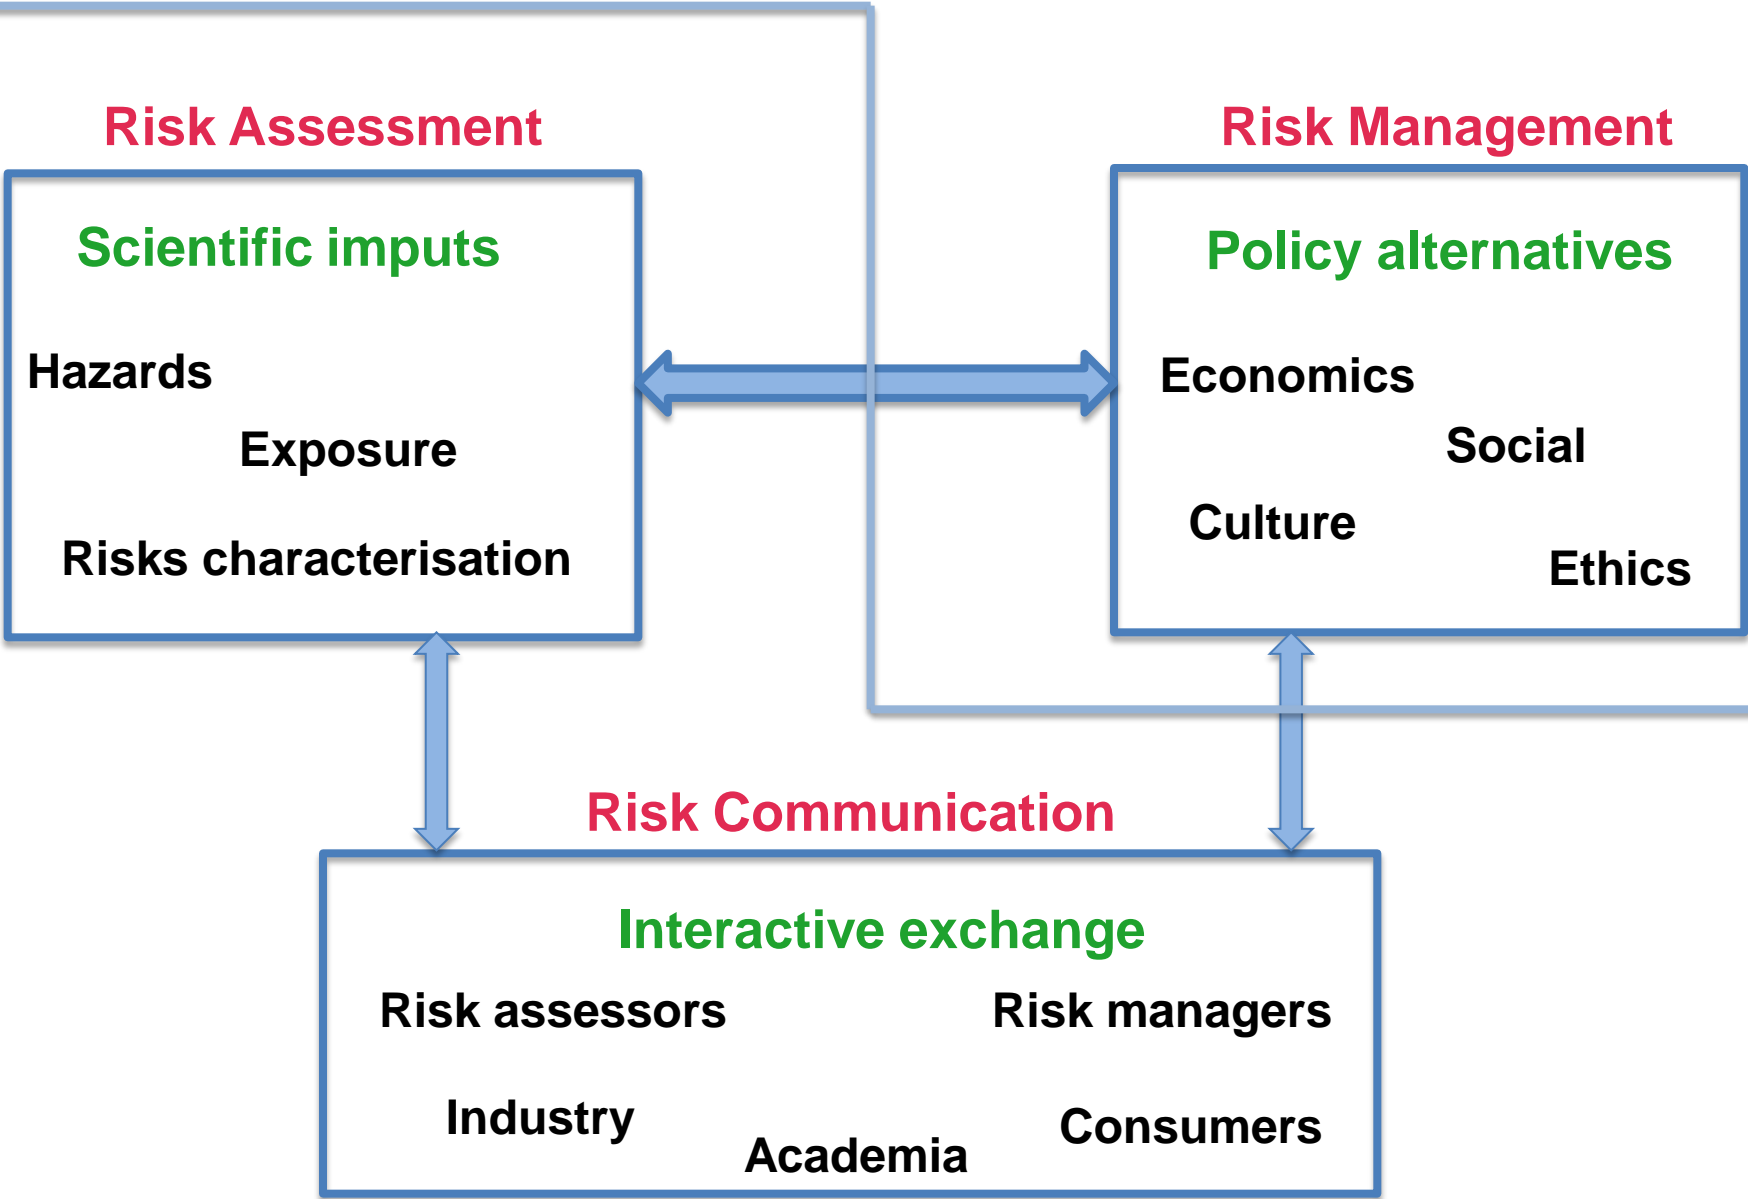 Risk Assessment
Scientific imputs
Hazards
Exposure
Risks characterisation
Risk Management
Policy alternatives
Economics
Social
Culture
Ethics
Risk Communication
Interactive exchange
Risk assessors
Risk managers
Industry
Academia
Consumers